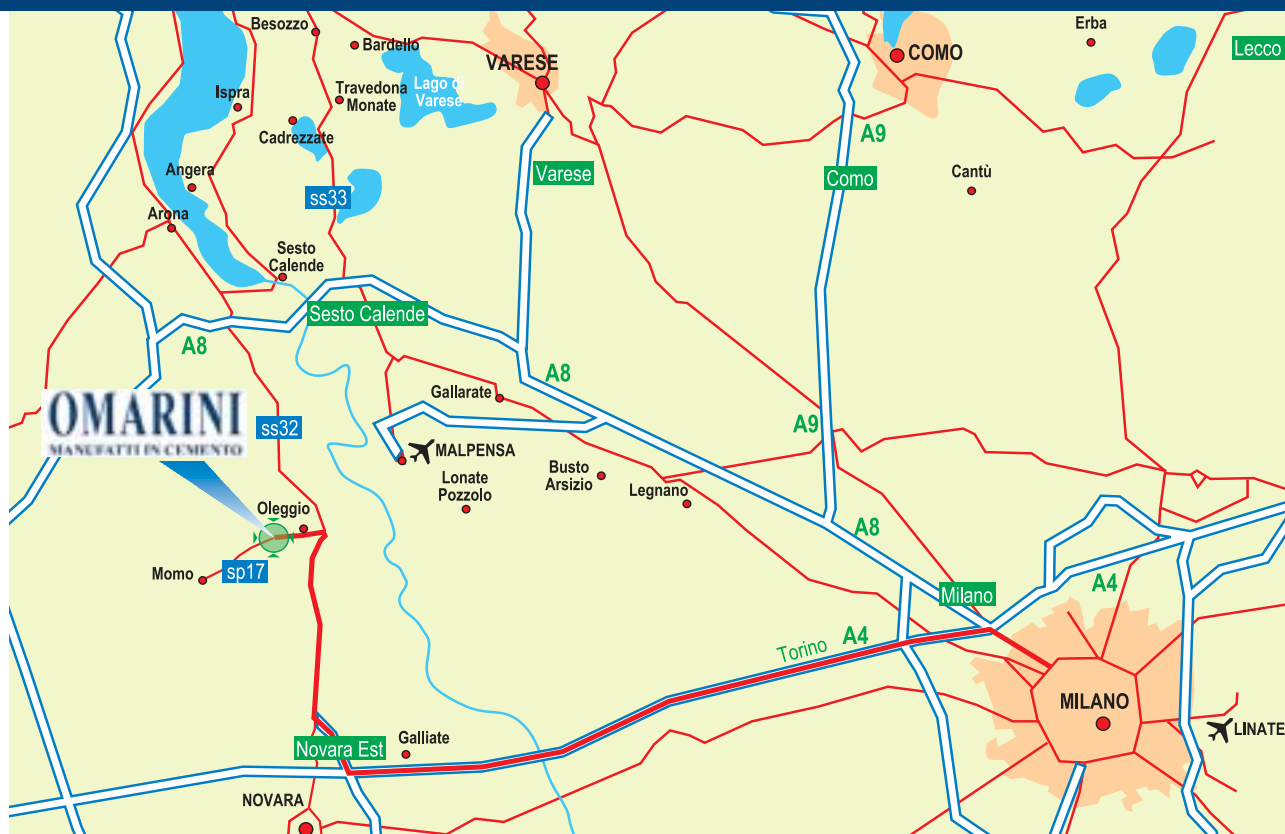 Besozzo
Bardello
VARESE
COMO
Erba
Lecco
Ispra
Travedona
Monate
Lago di
Varese
Cadrezzate
A9
Angera
Varese
Como
Cantù
ss33
Arona
Sesto
Calende
Sesto Calende
A8
A8
Gallarate
OMARINI
MANUFATTI IN CEMENTO
ss32
A9
MALPENSA
Lonate
Pozzolo
Busto
Arsizio
Legnano
Oleggio
A8
Momo
sp17
Milano
A4
Torino
A4
MILANO
LINATE
Novara Est
Galliate
NOVARA